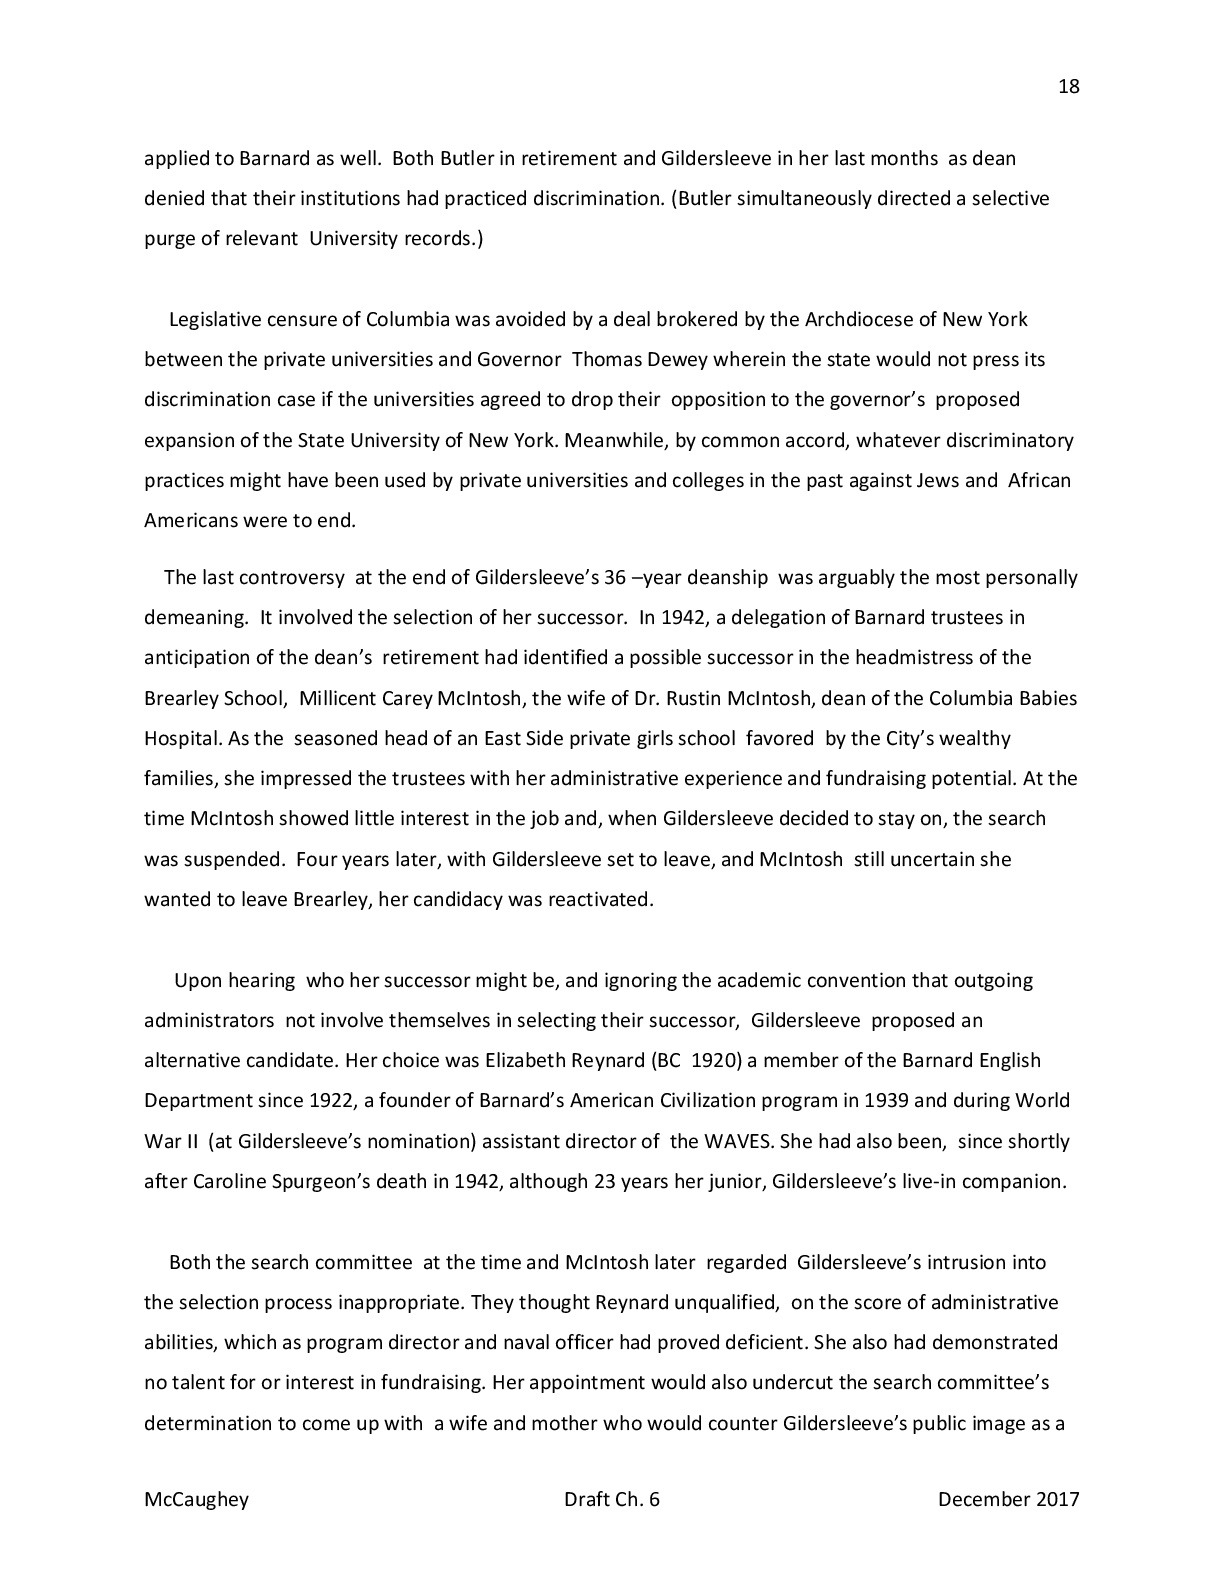 18
applied to Barnard as well.  Both Butler in retirement and Gildersleeve in her last months  as dean
denied that their institutions had practiced discrimination. (Butler simultaneously directed a selective
purge of relevant  University records.)
Legislative censure of Columbia was avoided by a deal brokered by the Archdiocese of New York
between the private universities and Governor  Thomas Dewey wherein the state would not press its
discrimination case if the universities agreed to drop their  opposition to the governor’s  proposed
expansion of the State University of New York. Meanwhile, by common accord, whatever discriminatory
practices might have been used by private universities and colleges in the past against Jews and  African
Americans were to end.
The last controversy  at the end of Gildersleeve’s 36 –year deanship  was arguably the most personally
demeaning.  It involved the selection of her successor.  In 1942, a delegation of Barnard trustees in
anticipation of the dean’s  retirement had identified a possible successor in the headmistress of the
Brearley School,  Millicent Carey McIntosh, the wife of Dr. Rustin McIntosh, dean of the Columbia Babies
Hospital. As the  seasoned head of an East Side private girls school  favored  by the City’s wealthy
families, she impressed the trustees with her administrative experience and fundraising potential. At the
time McIntosh showed little interest in the job and, when Gildersleeve decided to stay on, the search
was suspended.  Four years later, with Gildersleeve set to leave, and McIntosh  still uncertain she
wanted to leave Brearley, her candidacy was reactivated.
Upon hearing  who her successor might be, and ignoring the academic convention that outgoing
administrators  not involve themselves in selecting their successor,  Gildersleeve  proposed an
alternative candidate. Her choice was Elizabeth Reynard (BC  1920) a member of the Barnard English
Department since 1922, a founder of Barnard’s American Civilization program in 1939 and during World
War II  (at Gildersleeve’s nomination) assistant director of  the WAVES. She had also been,  since shortly
after Caroline Spurgeon’s death in 1942, although 23 years her junior, Gildersleeve’s live-in companion.
Both the search committee  at the time and McIntosh later  regarded  Gildersleeve’s intrusion into
the selection process inappropriate. They thought Reynard unqualified,  on the score of administrative
abilities, which as program director and naval officer had proved deficient. She also had demonstrated
no talent for or interest in fundraising. Her appointment would also undercut the search committee’s
determination to come up with  a wife and mother who would counter Gildersleeve’s public image as a
McCaughey Draft Ch. 6 December 2017